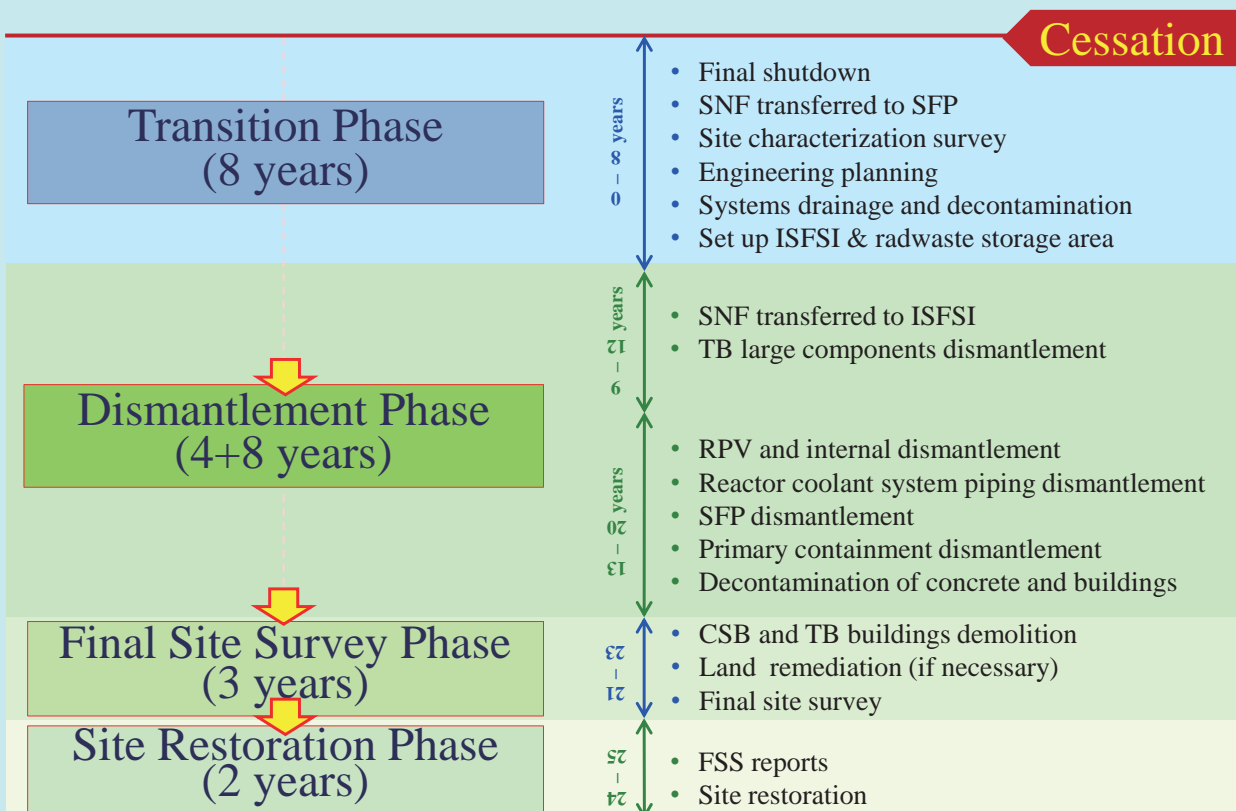 Cessation
Transition Phase
(8 years)
0 – 8 years
• Final shutdown
• SNF transferred to SFP
• Site characterization survey
• Engineering planning
• Systems drainage and decontamination
• Set up ISFSI & radwaste storage area
Dismantlement Phase
(4+8 years)
9 – 12 years
• SNF transferred to ISFSI
• TB large components dismantlement
13 – 20 years
• RPV and internal dismantlement
• Reactor coolant system piping dismantlement
• SFP dismantlement
• Primary containment dismantlement
• Decontamination of concrete and buildings
Final Site Survey Phase
(3 years)
21 – 23
• CSB and TB buildings demolition
• Land remediation (if necessary)
• Final site survey
Site Restoration Phase
(2 years)
24 – 25
• FSS reports
• Site restoration